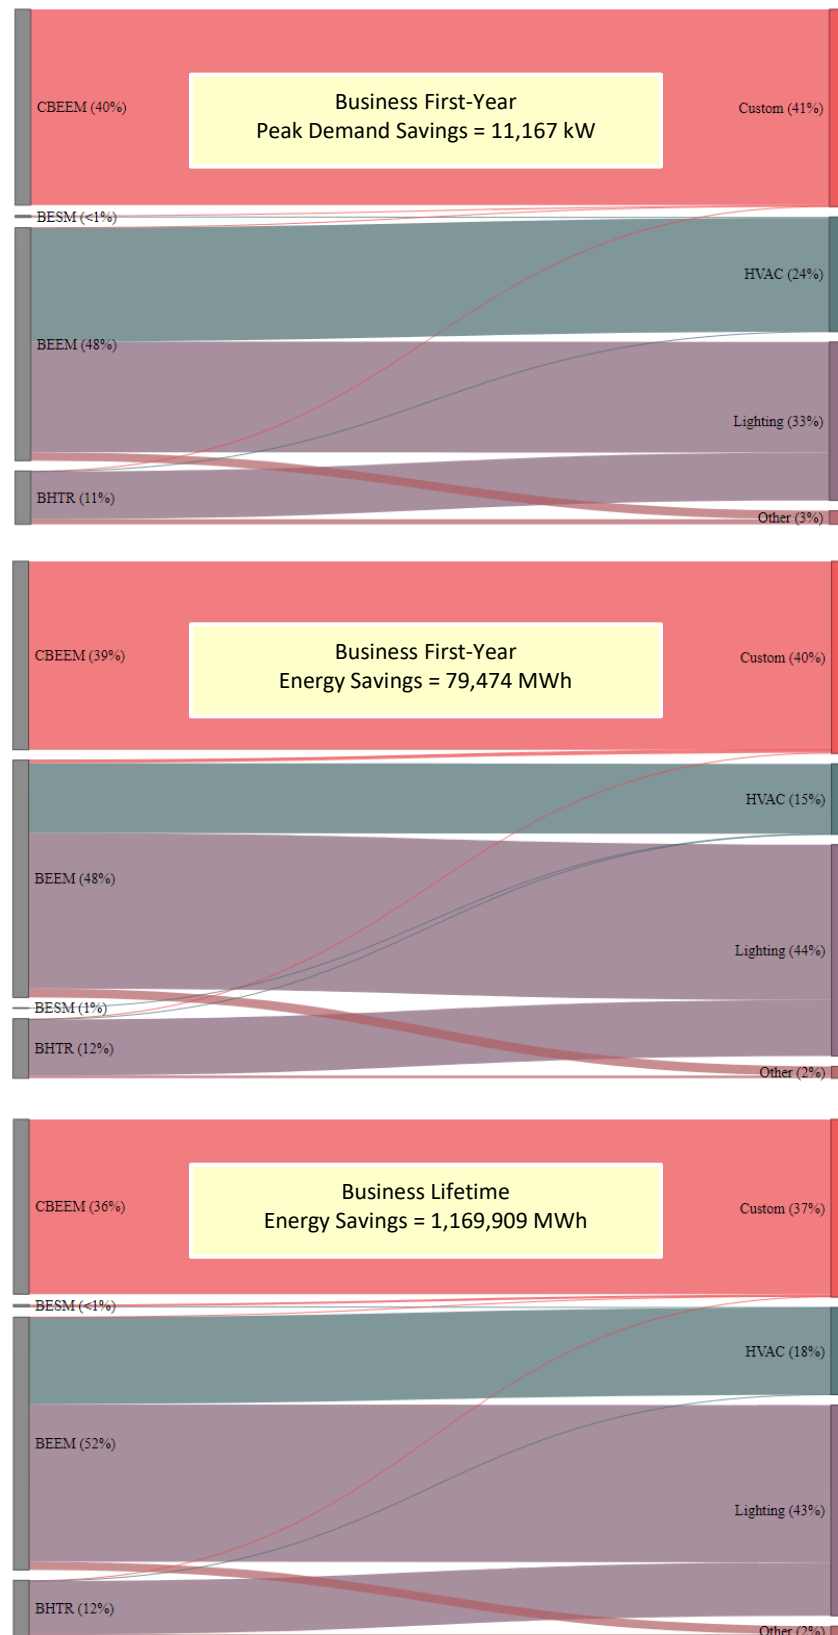 CBEEM (40%)
Business First-Year
Peak Demand Savings = 11,167 kW
Custom (41%)
BESM (<1%)
HVAC (24%)
BEEM (48%)
Lighting (33%)
BHTR (11%)
Other (3%)
CBEEM (39%)
Business First-Year
Energy Savings = 79,474 MWh
Custom (40%)
HVAC (15%)
BEEM (48%)
Lighting (44%)
BESM (1%)
BHTR (12%)
Other (2%)
CBEEM (36%)
Business Lifetime
Energy Savings = 1,169,909 MWh
Custom (37%)
BESM (<1%)
HVAC (18%)
BEEM (52%)
Lighting (43%)
BHTR (12%)
Other (2%)